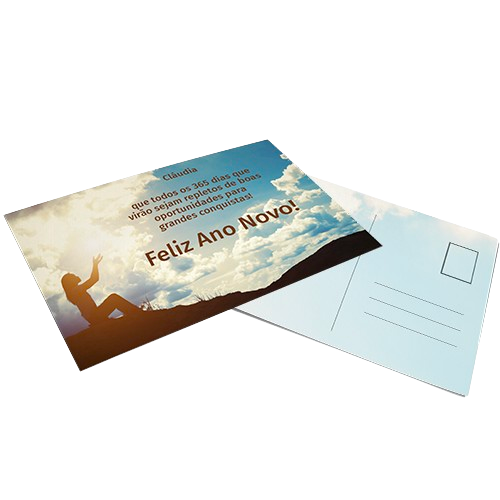 Cláudia
que todos os 365 dias que
virão sejam repletos de boas
oportunidades para
grandes conquistas!
Feliz Ano Novo!